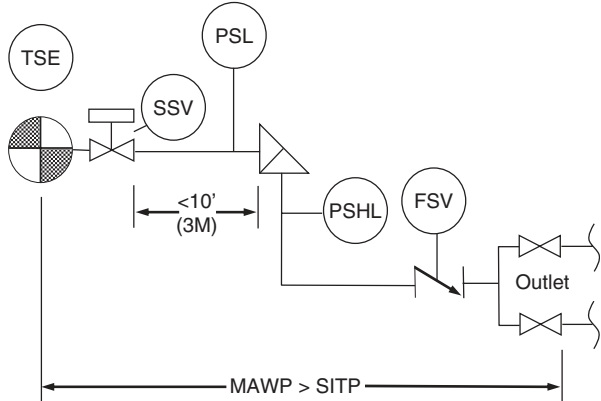 TSE
PSL
SSV
<10'
(3M)
PSHL
FSV
Outlet
MAWP > SITP